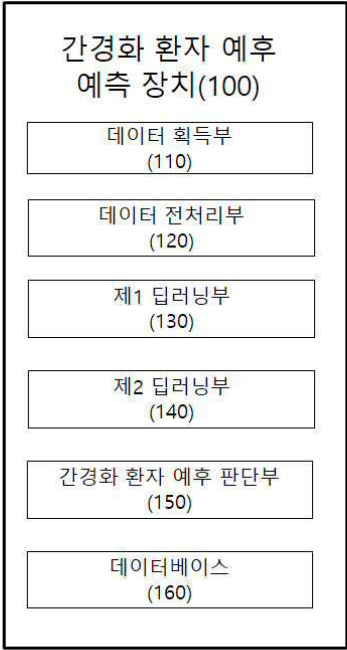 간경화 환자 예후
예측 장치(100)
데이터 획득부
(110)
데이터 전처리부
(120)
제1 딥러닝부
(130)
제2 딥러닝부
(140)
간경화 환자 예후 판단부
(150)
데이터베이스
(160)